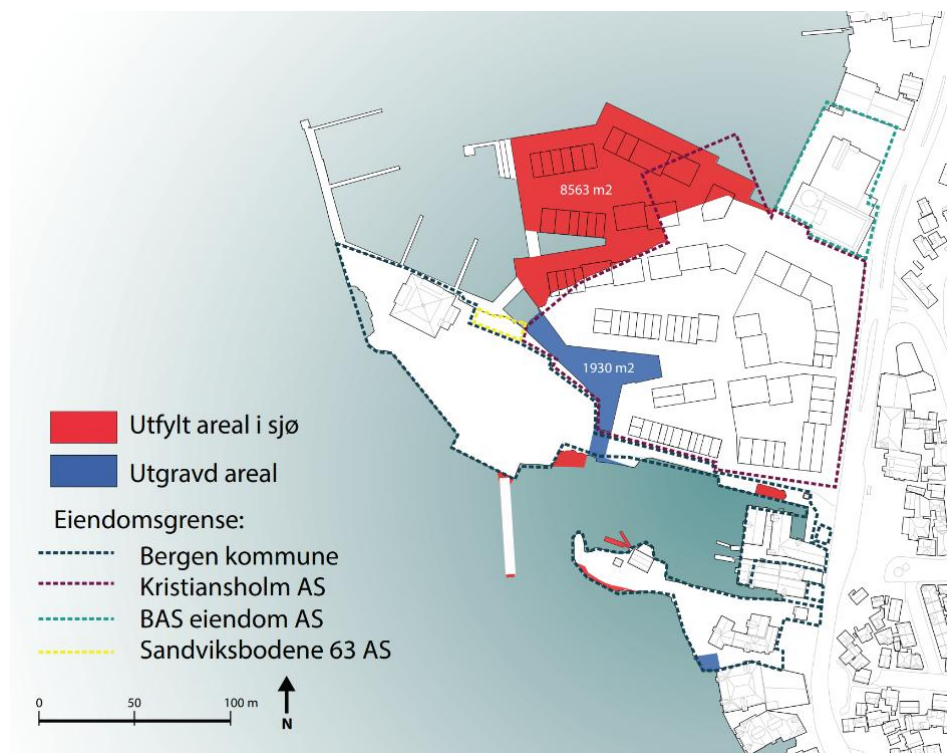 8563 m2
1930 m2
Utfylt areal i sjø
Utgravd areal
Eiendomsgrense:
Bergen kommune
Kristiansholm AS
BAS eiendom AS
Sandviksbodene 63 AS
0 50 100 m
N